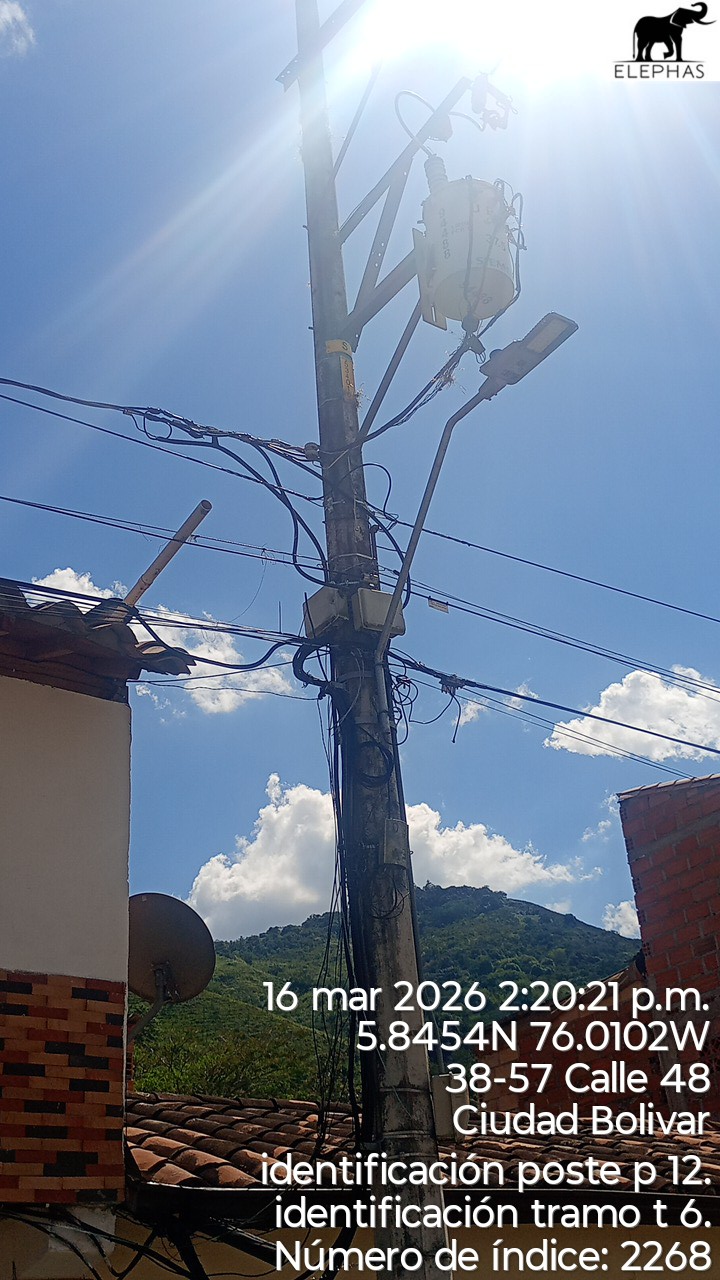 ELEPHAS
16 mar 2026 2:20:21 p.m.
5.8454N 76.0102W
38-57 Calle 48
Ciudad Bolivar
identificación poste p 12.
identificación tramo t 6.
Número de índice: 2268